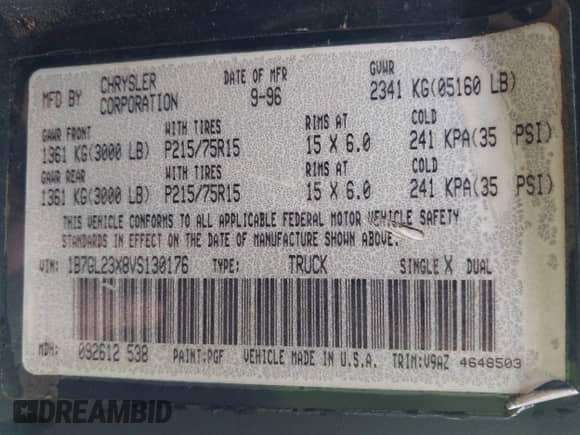 MFD BY CHRYSLER CORPORATION DATE OF MFR 9-96 GVWR 2341 KG(05160 LB)
GAWR FRONT WITH TIRES RIMS AT COLD
1361 KG(3000 LB) P215/75R15 15 X 6.0 241 KPA(35 PSI)
GAWR REAR WITH TIRES RIMS AT COLD
1361 KG(3000 LB) P215/75R15 15 X 6.0 241 KPA(35 PSI)
THIS VEHICLE CONFORMS TO ALL APPLICABLE FEDERAL MOTOR VEHICLE SAFETY
STANDARDS IN EFFECT ON THE DATE OF MANUFACTURE SHOWN ABOVE.
VIN: 1B7GL23X8VS130176 TYPE: TRUCK SINGLE X DUAL
MDH: 092612 538 PAINT:PGF VEHICLE MADE IN U.S.A. TRIM:V9AZ 4648503
DREAMBID